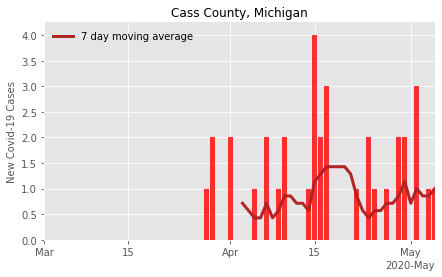 Cass County, Michigan
7 day moving average
New Covid-19 Cases
4.0
3.5
3.0
2.5
2.0
1.5
1.0
0.5
0.0
Mar 15 Apr 15 May
2020-May